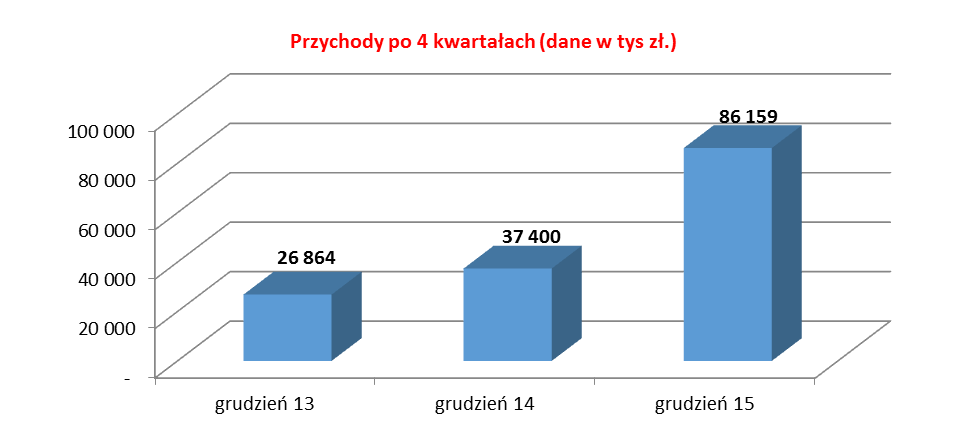 Przychody po 4 kwartałach (dane w tys zł.)
100 000
80 000
60 000
40 000
20 000
-
26 864
37 400
86 159
grudzień 13
grudzień 14
grudzień 15